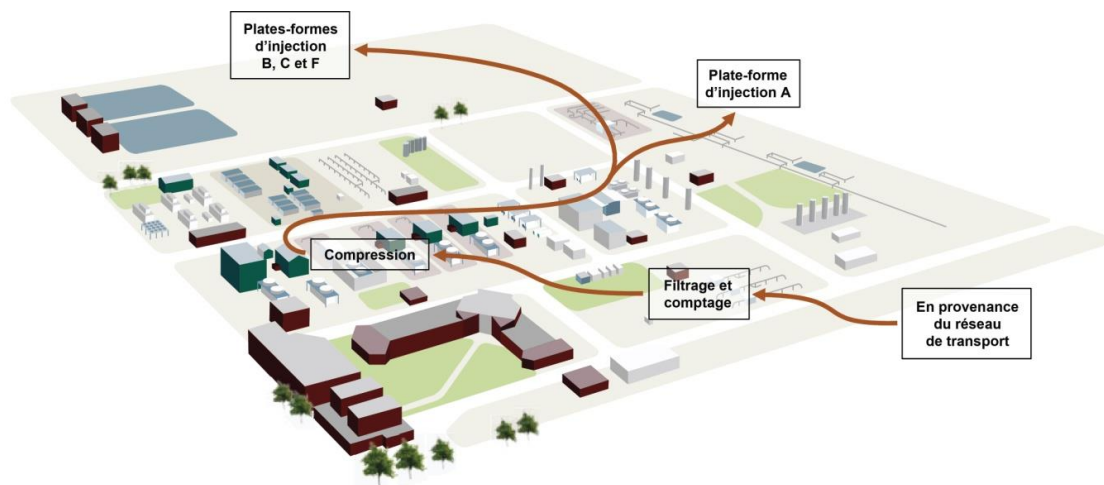 Plates-formes
d’injection
B, C et F
Plate-forme
d’injection A
Compression
Filtrage et
comptage
En provenance
du réseau
de transport